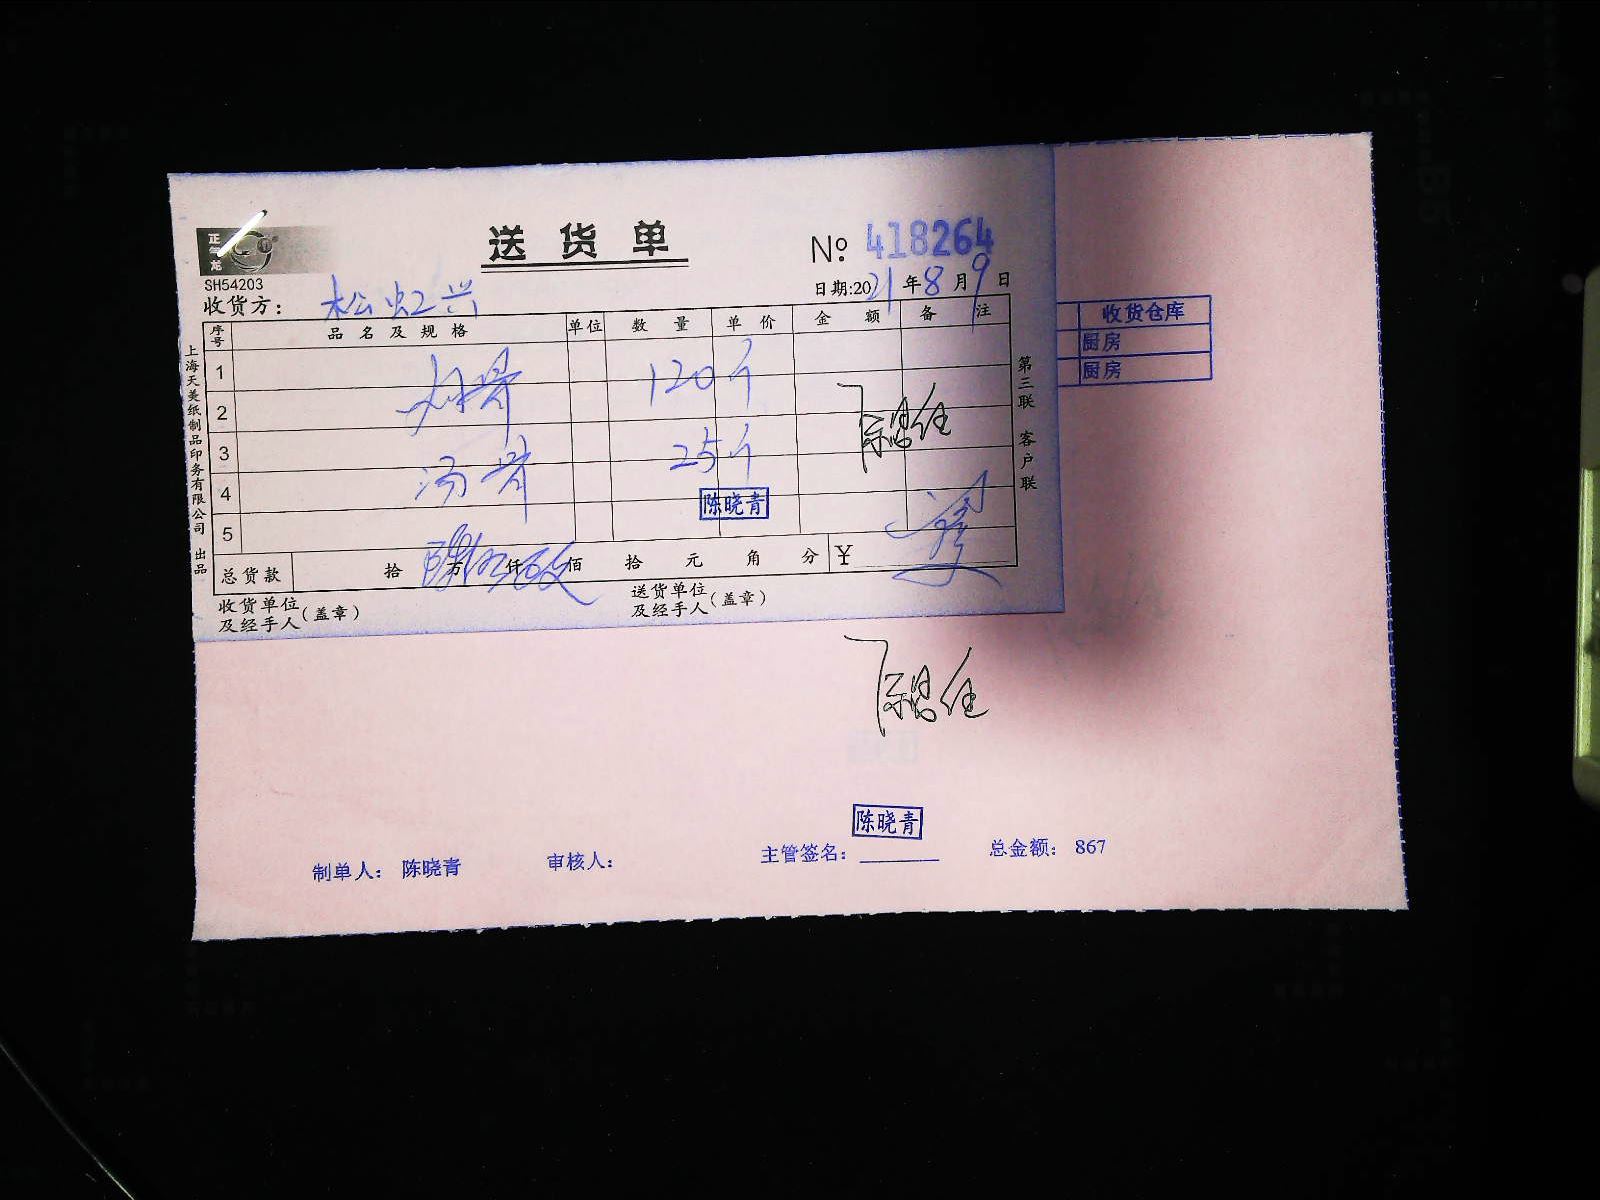 正
气
龙
SH54203
送货单
№ 418264
日期:2021年8月9日
收货方: 松虹兴
序号 品名及规格 单位 数量 单价 金额 备注
1 120斤
2
3 25斤
4
5
陈晓青
总货款 拾 万 仟 佰 拾 元 角 分 ¥
收货单位及经手人(盖章)
送货单位及经手人(盖章)
上海天美纸制品印务有限公司 出品
第三联 客户联
收货仓库
厨房
厨房
陈晓青
制单人: 陈晓青 审核人: 主管签名: 总金额: 867